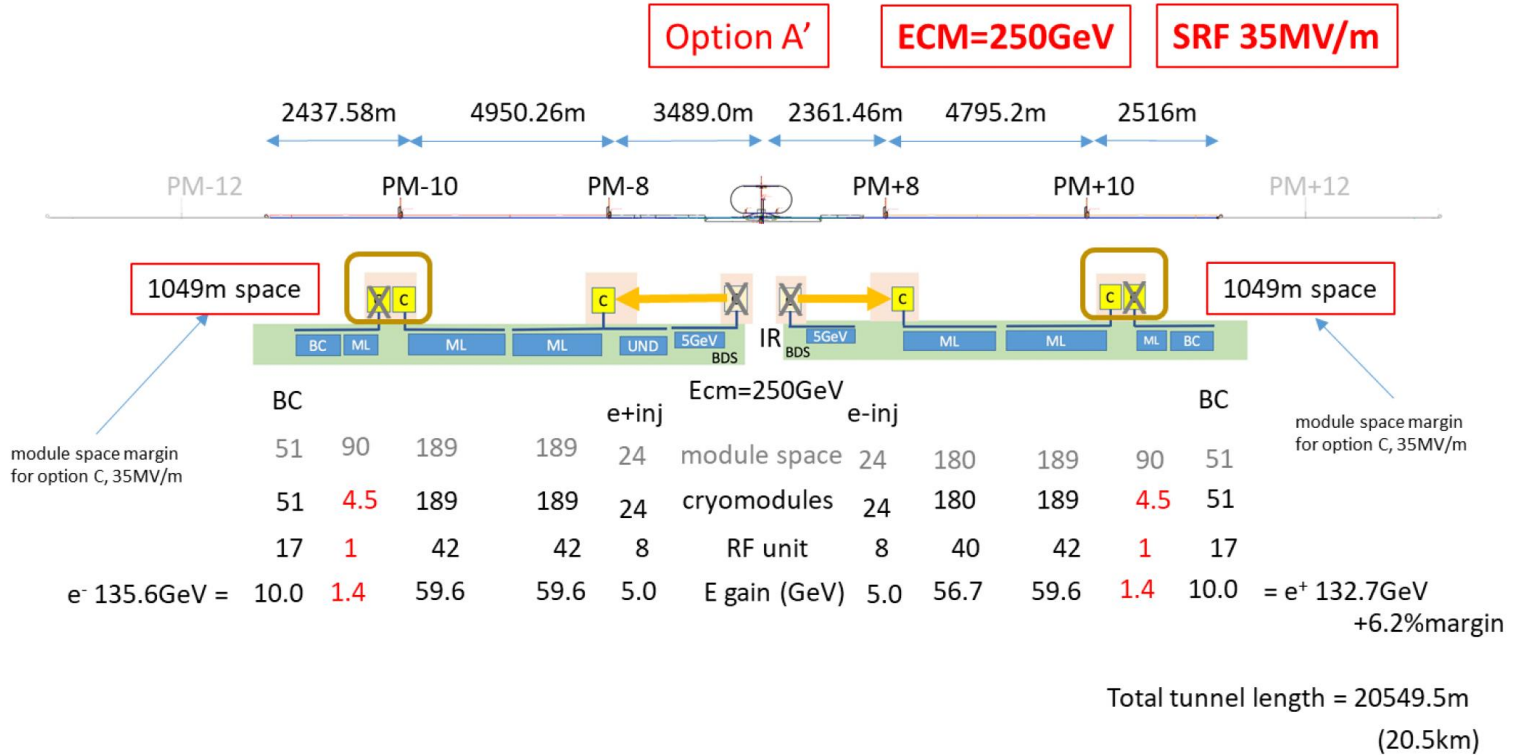 Option A’ ECM=250GeV SRF 35MV/m
2437.58m 4950.26m 3489.0m 2361.46m 4795.2m 2516m
PM-12 PM-10 PM-8 PM+8 PM+10 PM+12
1049m space 1049m space
C C C C
BC ML ML ML UND 5GeV BDS IR BDS 5GeV ML ML ML BC
Ecm=250GeV
BC e+inj e-inj BC
module space margin
for option C, 35MV/m
module space margin
for option C, 35MV/m
51 90 189 189 24 module space 24 180 189 90 51
51 4.5 189 189 24 cryomodules 24 180 189 4.5 51
17 1 42 42 8 RF unit 8 40 42 1 17
e- 135.6GeV = 10.0 1.4 59.6 59.6 5.0 E gain (GeV) 5.0 56.7 59.6 1.4 10.0 = e+ 132.7GeV
+6.2%margin
Total tunnel length = 20549.5m
(20.5km)